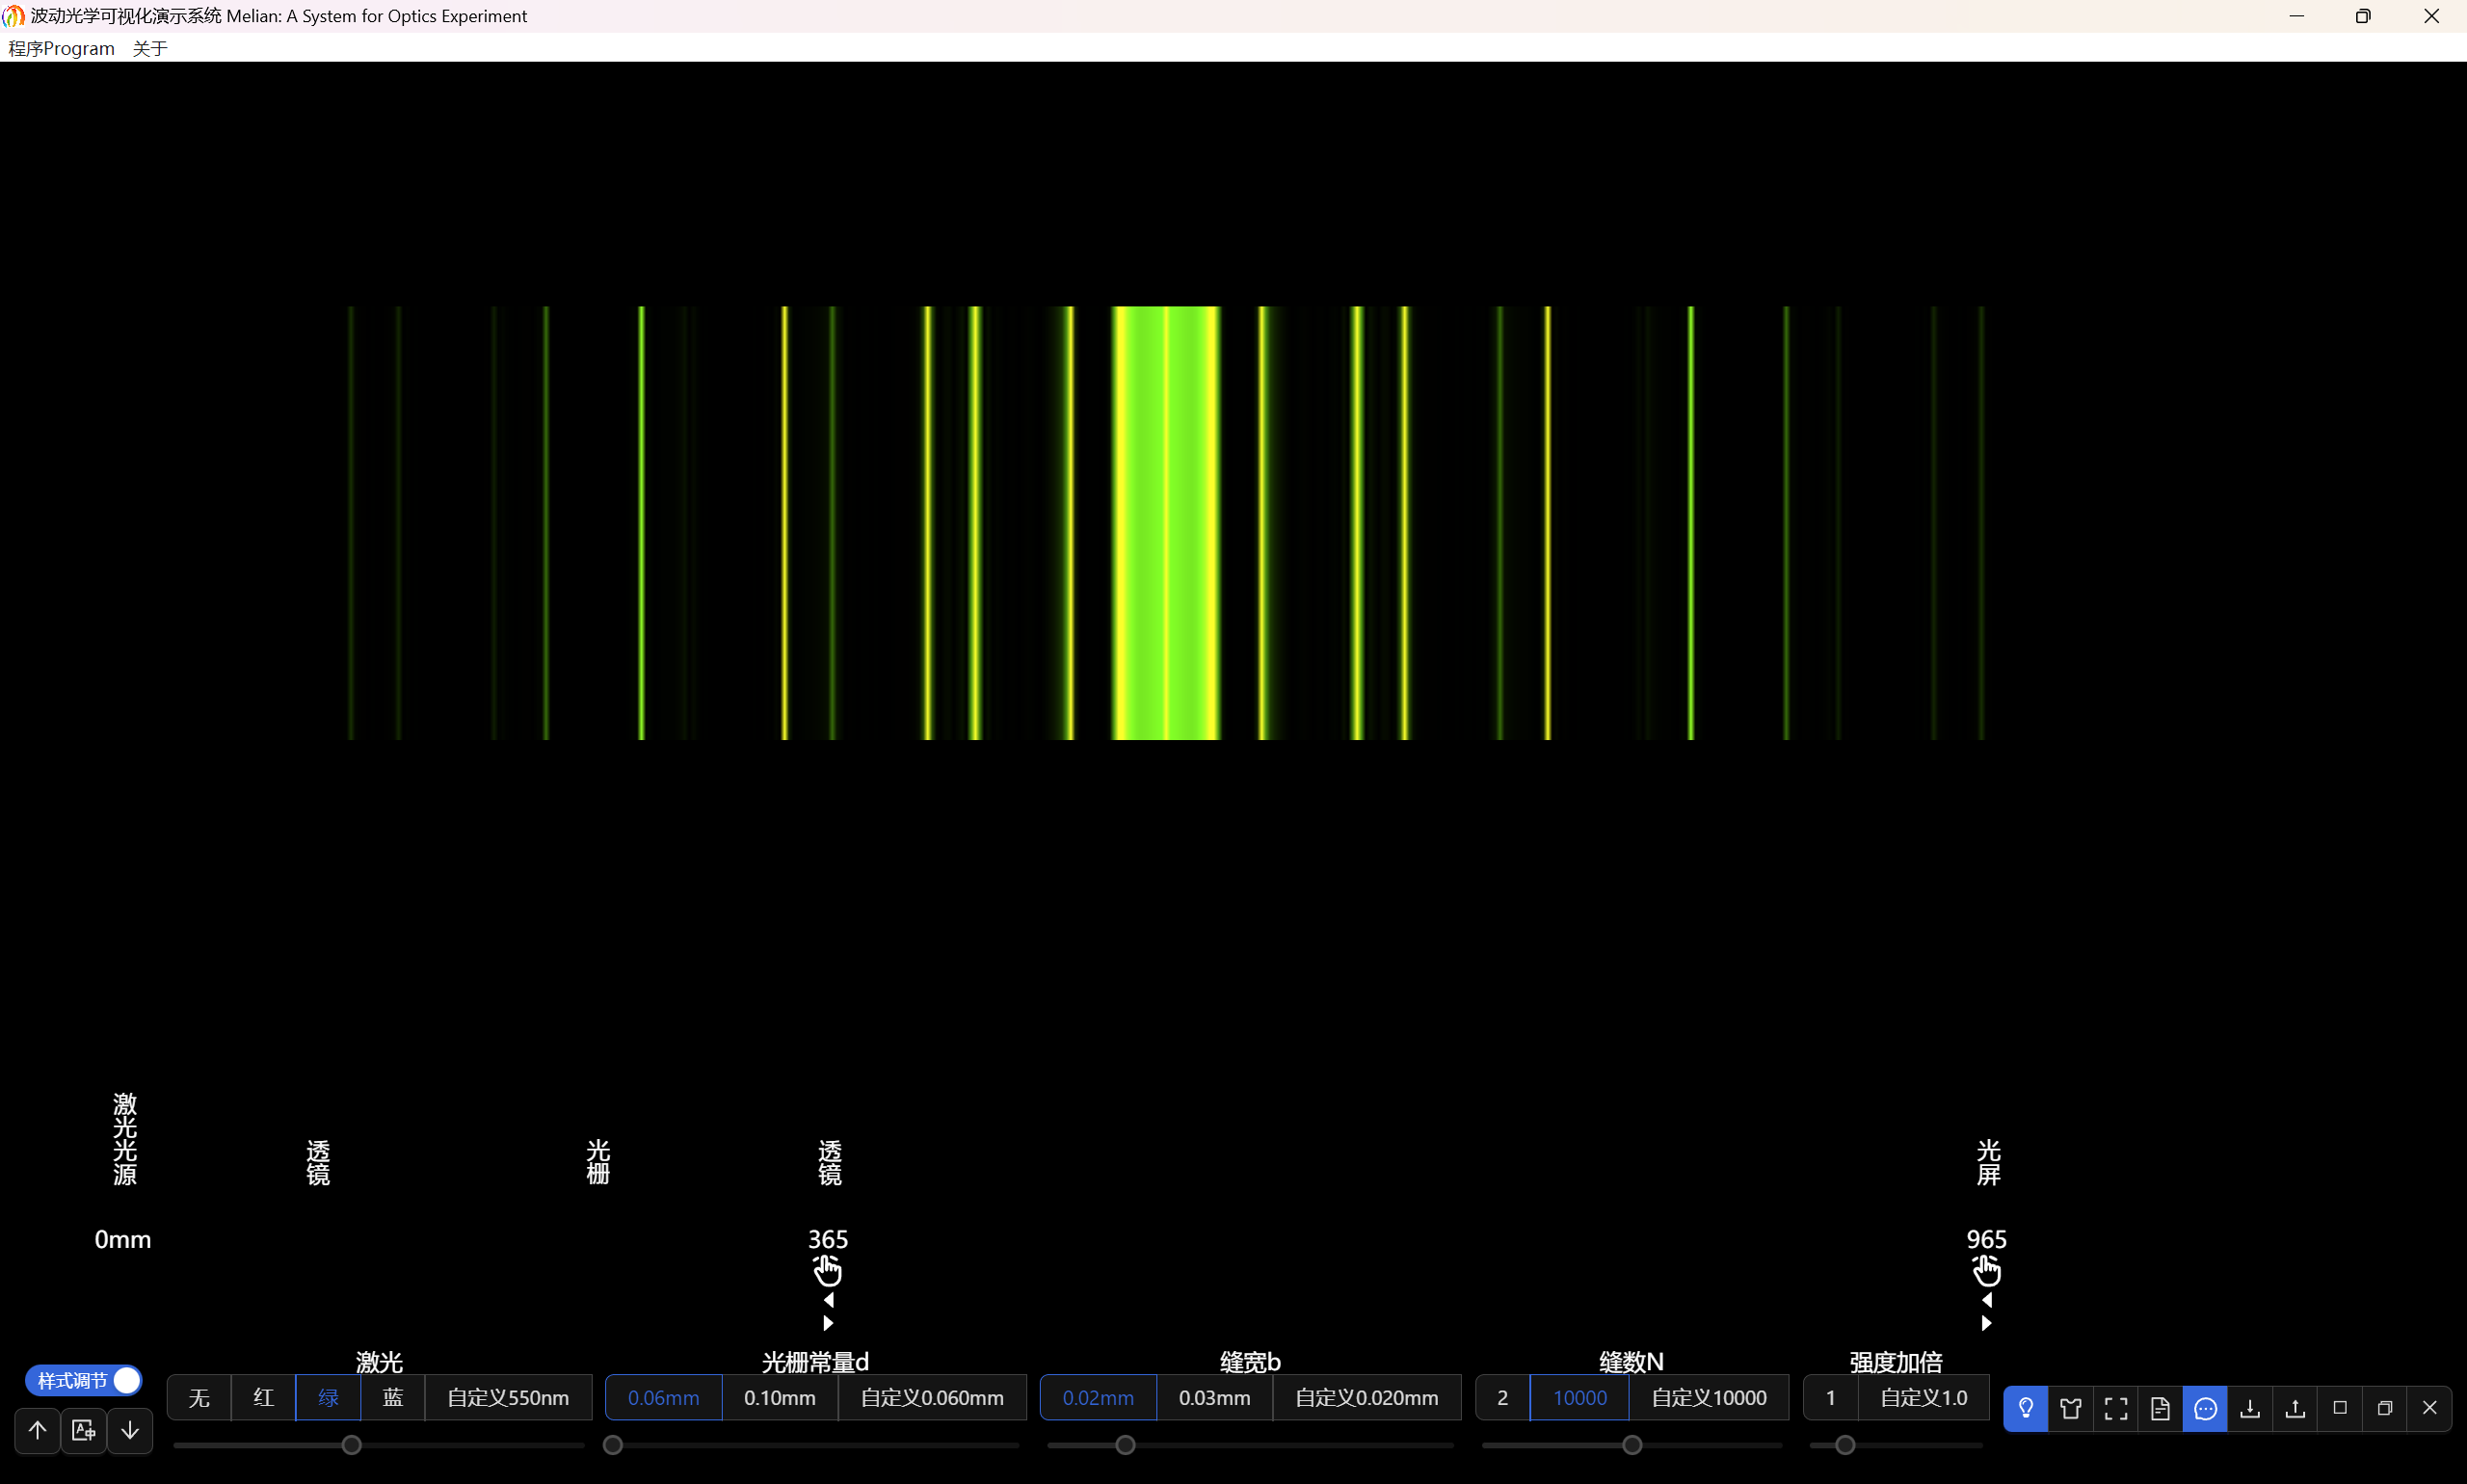 波动光学可视化演示系统 Melian: A System for Optics Experiment
程序Program 关于
激光光源
透镜
光栅
透镜
光屏
0mm
365
965
激光
光栅常量d
缝宽b
缝数N
强度加倍
样式调节
无 红 绿 蓝 自定义550nm
0.06mm 0.10mm 自定义0.060mm
0.02mm 0.03mm 自定义0.020mm
2 10000 自定义10000
1 自定义1.0